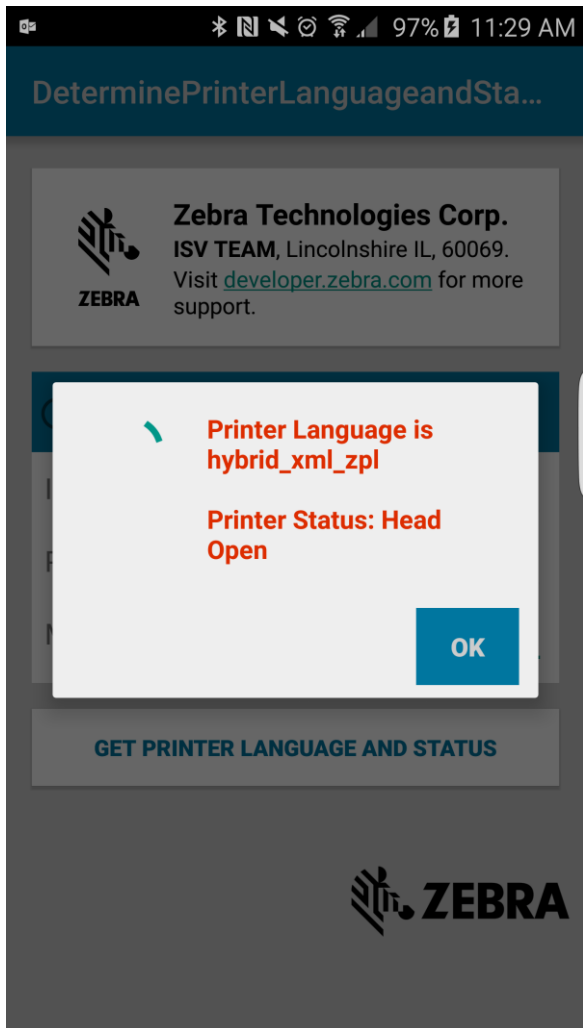 97% 11:29 AM
DeterminePrinterLanguageandSta...
Zebra Technologies Corp.
ISV TEAM, Lincolnshire IL, 60069.
Visit developer.zebra.com for more
support.
ZEBRA
Printer Language is
hybrid_xml_zpl
Printer Status: Head
Open
OK
GET PRINTER LANGUAGE AND STATUS
ZEBRA